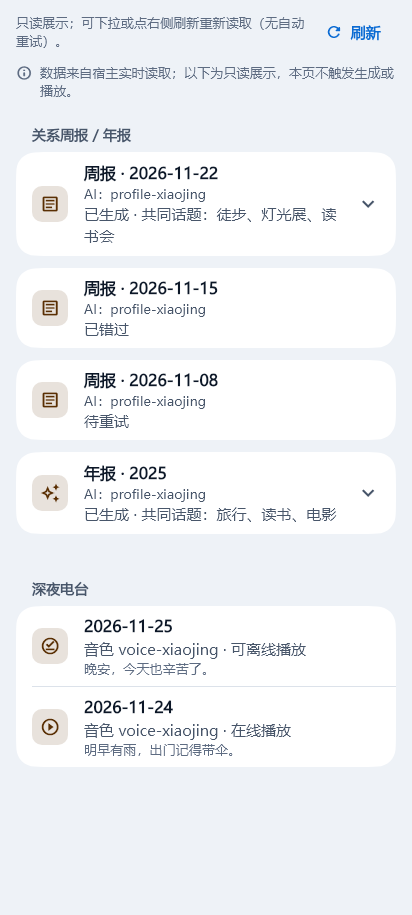 只读展示；可下拉或点右侧刷新重新读取（无自动
重试）。
刷新
数据来自宿主实时读取；以下为只读展示，本页不触发生成或
播放。
关系周报 / 年报
周报 · 2026-11-22
AI：profile-xiaojing
已生成 · 共同话题：徒步、灯光展、读
书会
周报 · 2026-11-15
AI：profile-xiaojing
已错过
周报 · 2026-11-08
AI：profile-xiaojing
待重试
年报 · 2025
AI：profile-xiaojing
已生成 · 共同话题：旅行、读书、电影
深夜电台
2026-11-25
音色 voice-xiaojing · 可离线播放
晚安，今天也辛苦了。
2026-11-24
音色 voice-xiaojing · 在线播放
明早有雨，出门记得带伞。